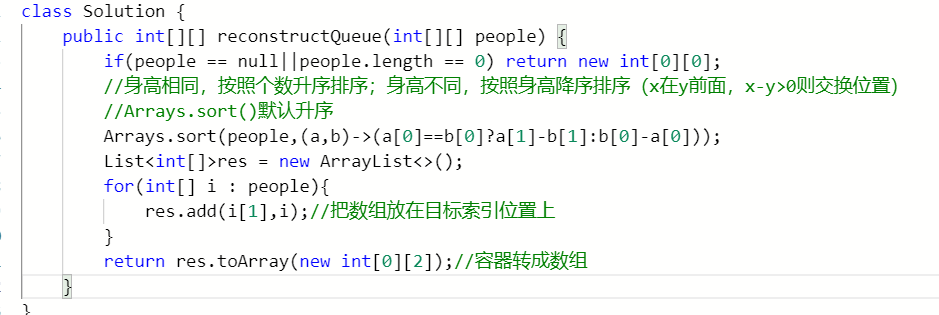 class Solution {
    public int[][] reconstructQueue(int[][] people) {
        if(people == null||people.length == 0) return new int[0][0];
        //身高相同，按照个数升序排序；身高不同，按照身高降序排序（x在y前面，x-y>0则交换位置）
        //Arrays.sort()默认升序
        Arrays.sort(people,(a,b)->(a[0]==b[0]?a[1]-b[1]:b[0]-a[0]));
        List<int[]>res = new ArrayList<>();
        for(int[] i : people){
            res.add(i[1],i);//把数组放在目标索引位置上
        }
        return res.toArray(new int[0][2]);//容器转成数组
    }
}